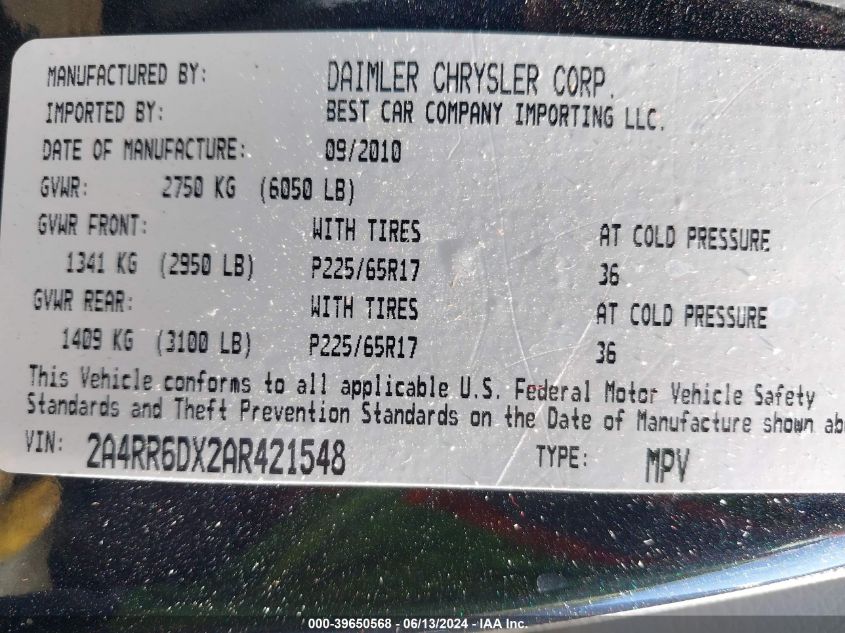 MANUFACTURED BY: DAIMLER CHRYSLER CORP.
IMPORTED BY: BEST CAR COMPANY IMPORTING LLC.
DATE OF MANUFACTURE: 09/2010
GVWR: 2750 KG (6050 LB)
GVWR FRONT: WITH TIRES AT COLD PRESSURE
1341 KG (2950 LB) P225/65R17 36
GVWR REAR: WITH TIRES AT COLD PRESSURE
1409 KG (3100 LB) P225/65R17 36
This Vehicle conforms to all applicable U.S. Federal Motor Vehicle Safety
Standards and Theft Prevention Standards on the Date of Manufacture shown ab
VIN: 2A4RR6DX2AR421548 TYPE: MPV
000-39650568 - 06/13/2024 - IAA Inc.